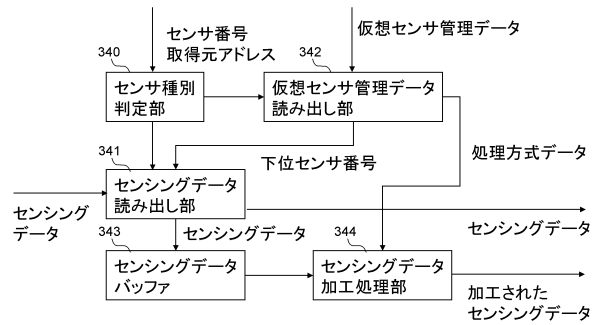 センサ番号
取得元アドレス
仮想センサ管理データ
340
342
センサ種別
判定部
仮想センサ管理データ
読み出し部
341
下位センサ番号
処理方式データ
センシングデータ
読み出し部
センシング
データ
センシングデータ
343
センシングデータ
344
センシングデータ
バッファ
センシングデータ
加工処理部
加工された
センシングデータ